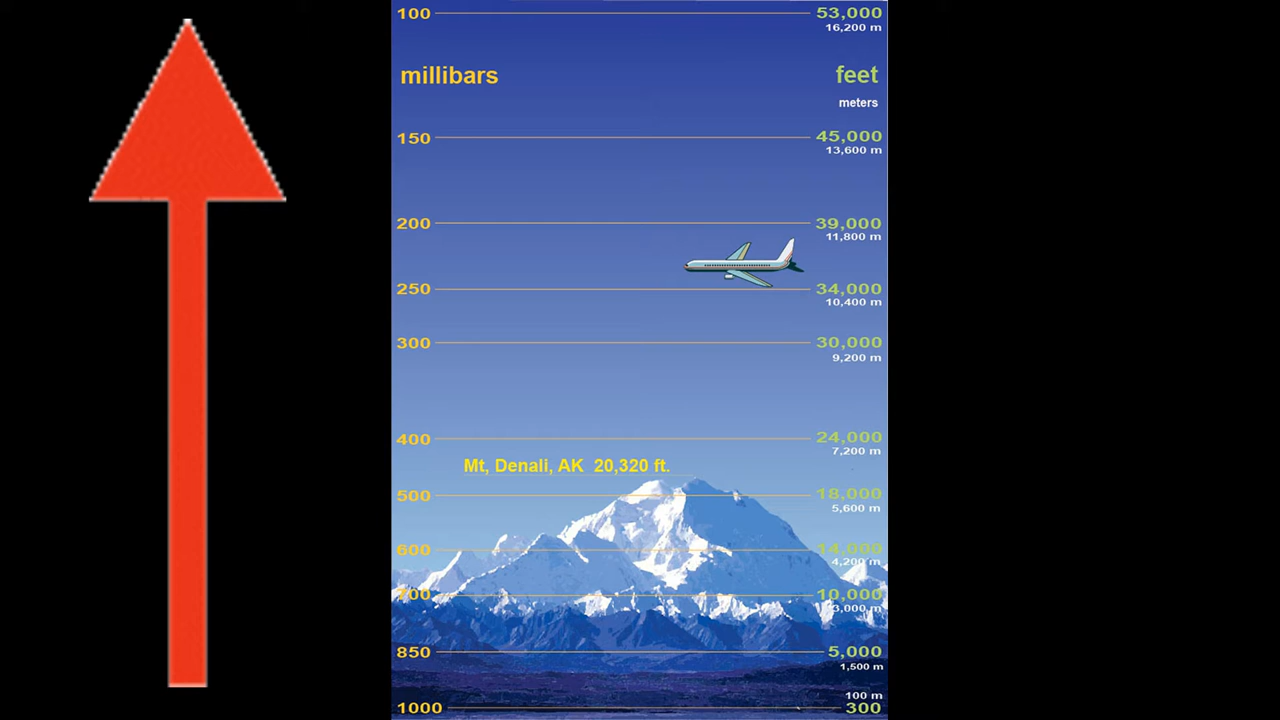 100 53,000
16,200 m
millibars feet
meters
150 45,000
13,600 m
200 39,000
11,800 m
250 34,000
10,400 m
300 30,000
9,200 m
400 24,000
7,200 m
Mt, Denali, AK 20,320 ft.
500 18,000
5,600 m
600 14,000
4,200 m
700 10,000
3,000 m
850 5,000
1,500 m
100 m
1000 300